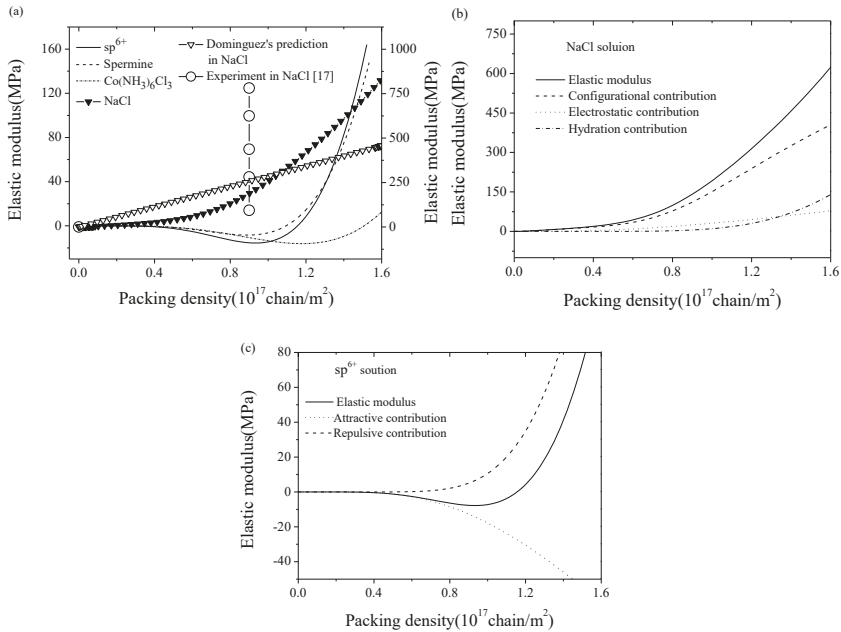 (a)
sp6+
Spermine
Co(NH3)6Cl3
NaCl
Dominguez's prediction
in NaCl
Experiment in NaCl [17]
Elastic modulus(MPa)
160
120
80
40
0
1000
750
500
250
0
Elastic modulus(MPa)
0.0 0.4 0.8 1.2 1.6
Packing density(10^17chain/m^2)
(b)
NaCl soluion
Elastic modulus
Configurational contribution
Electrostatic contribution
Hydration contribution
Elastic modulus(MPa)
750
600
450
300
150
0
0.0 0.4 0.8 1.2 1.6
Packing density(10^17chain/m^2)
(c)
sp6+ soution
Elastic modulus
Attractive contribution
Repulsive contribution
Elastic modulus(MPa)
80
60
40
20
0
-20
-40
0.0 0.4 0.8 1.2 1.6
Packing density(10^17chain/m^2)